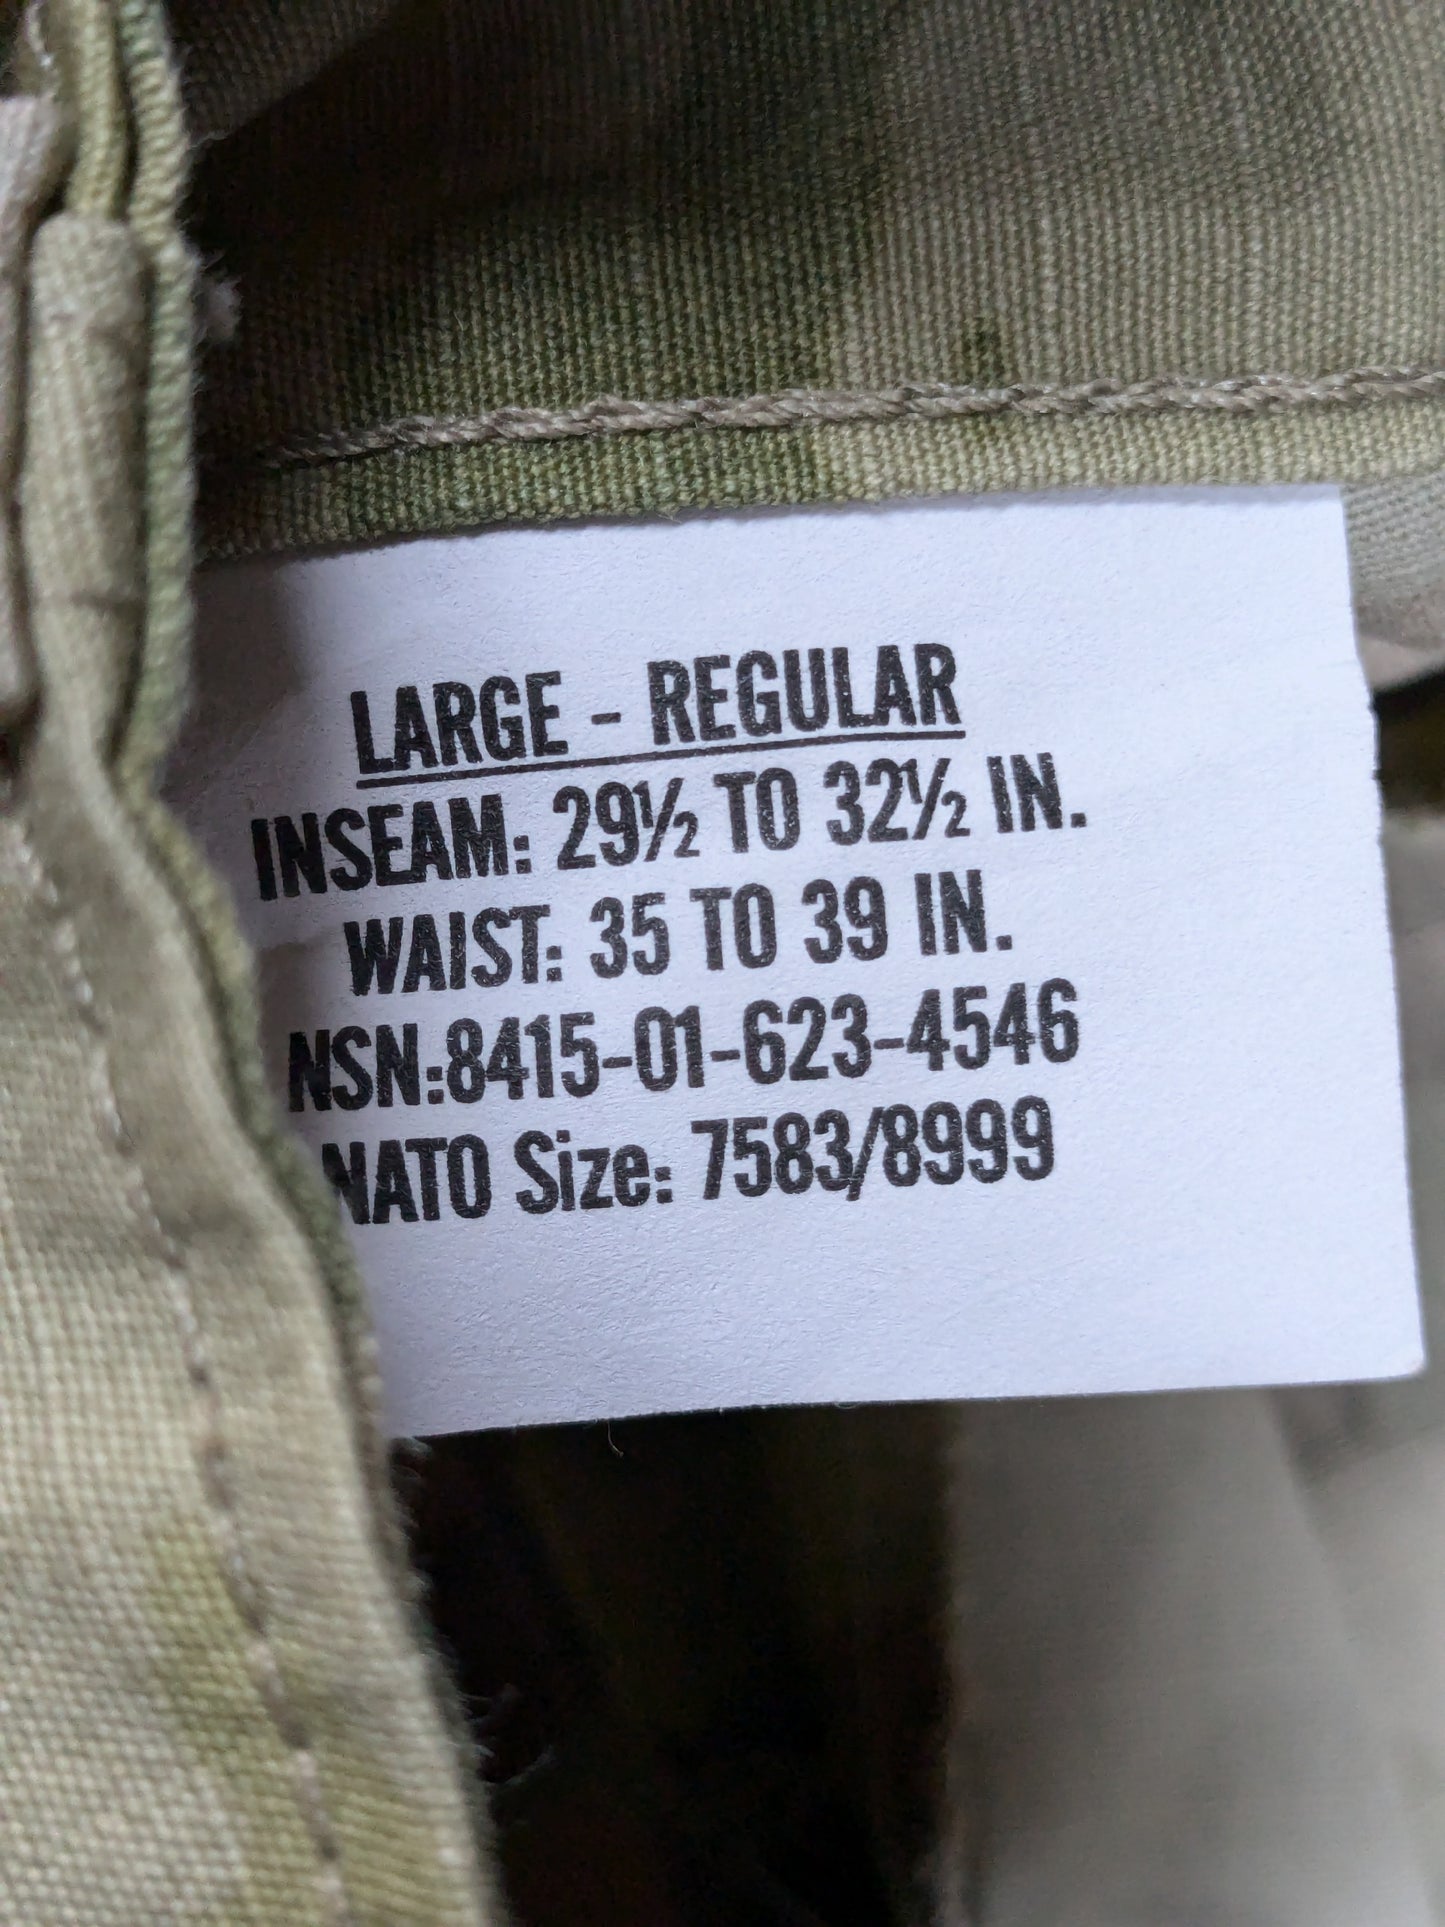 LARGE - REGULAR
INSEAM: 29½ TO 32½ IN.
WAIST: 35 TO 39 IN.
NSN:8415-01-623-4546
NATO Size: 7583/8999